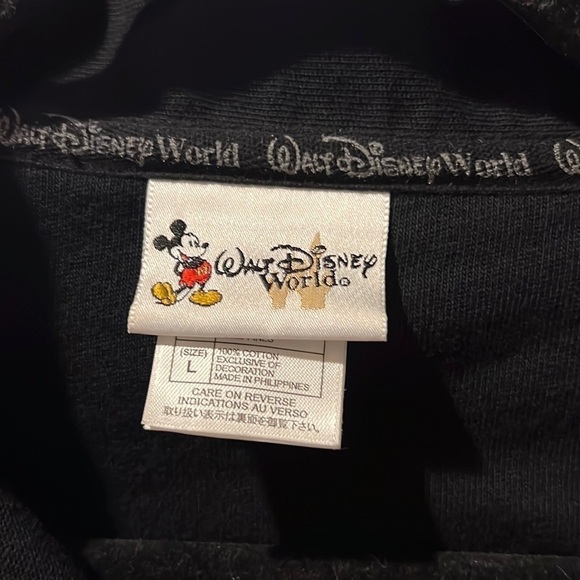 Walt Disney World Walt Disney World W
Walt Disney
World®
(SIZE) 100% COTTON
L EXCLUSIVE OF
DECORATION
MADE IN PHILIPPINES
CARE ON REVERSE
INDICATIONS AU VERSO
取り扱い表示は裏面を御覧下さい。